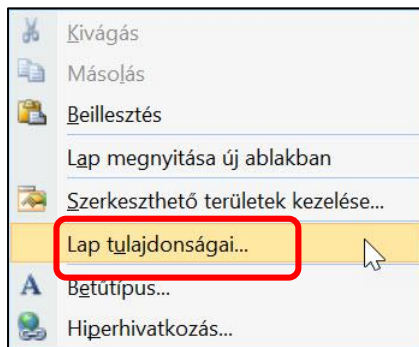 Kivágás
Másolás
Beillesztés
Lap megnyitása új ablakban
Szerkeszthető területek kezelése...
Lap tulajdonságai...
Betűtípus...
Hiperhivatkozás...